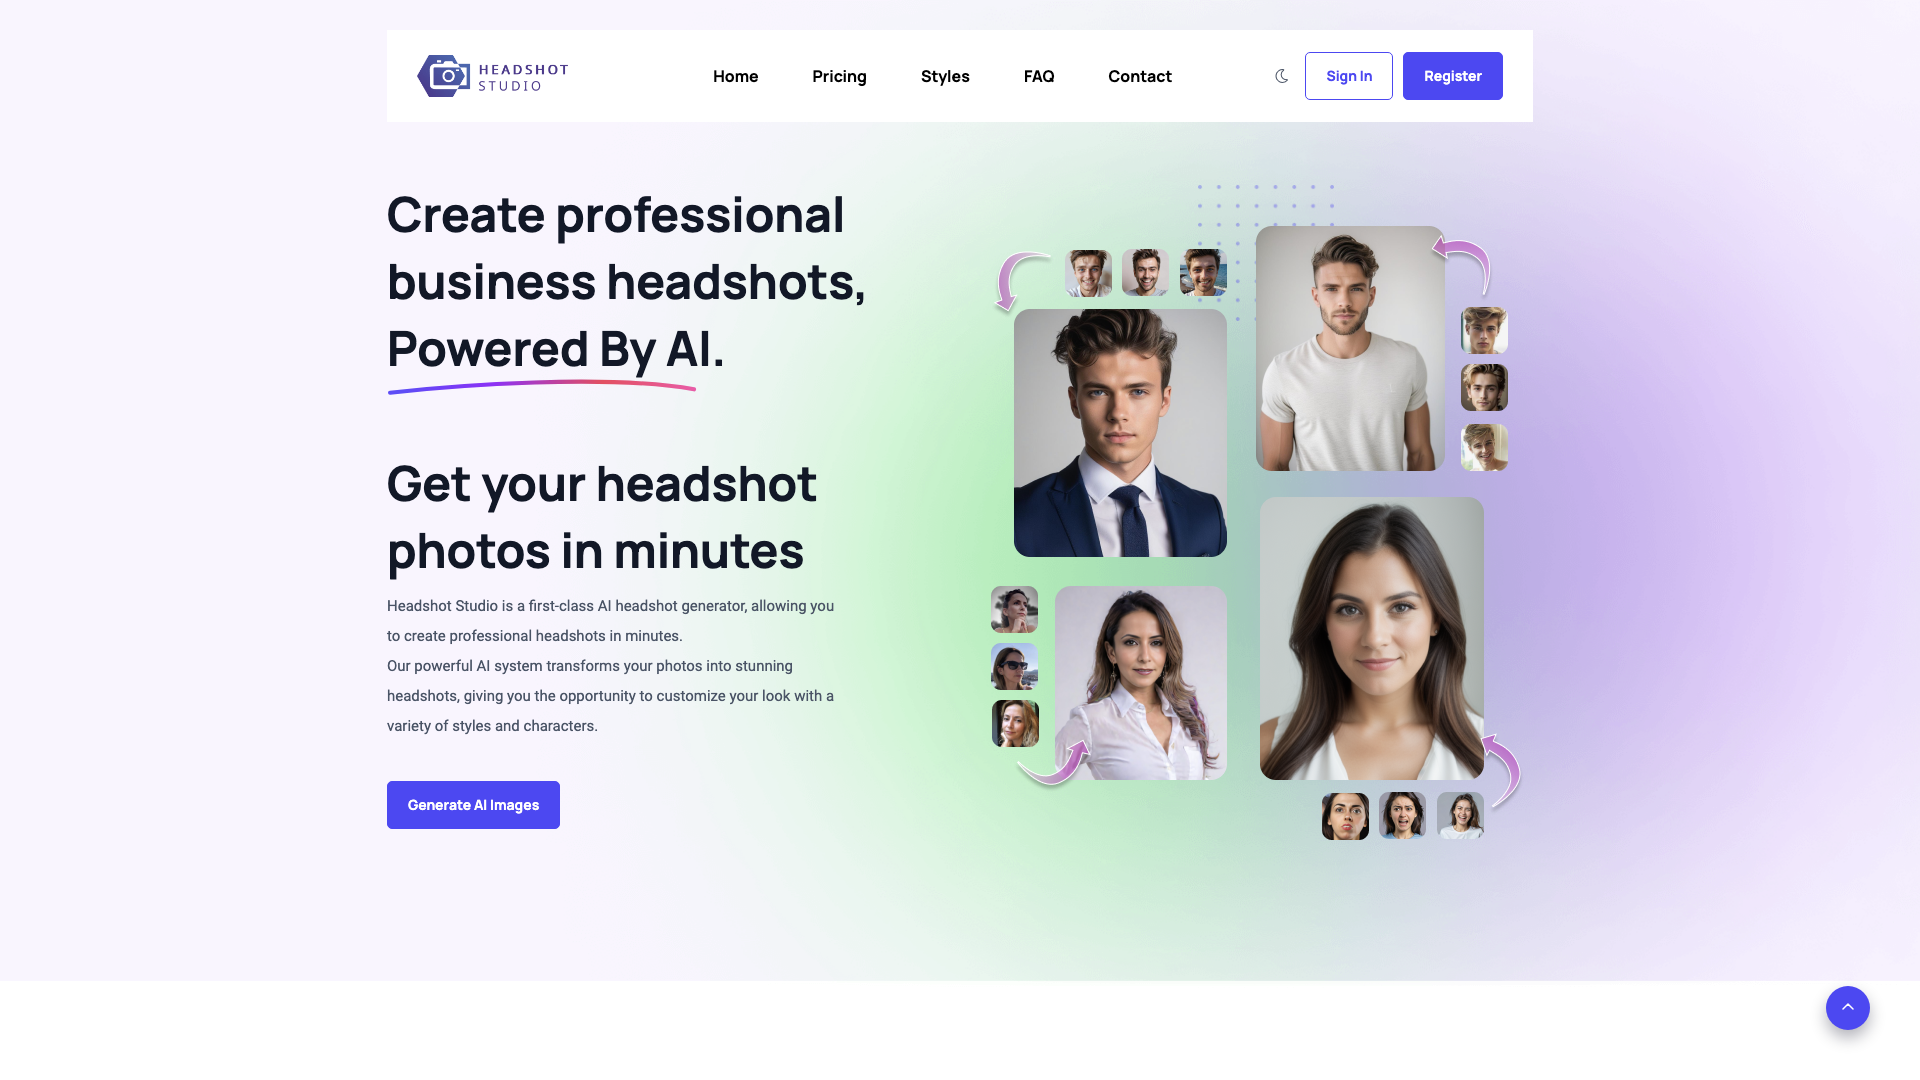 HEADSHOT
STUDIO
Home
Pricing
Styles
FAQ
Contact
Sign In
Register
Create professional
business headshots,
Powered By AI.
Get your headshot
photos in minutes
Headshot Studio is a first-class AI headshot generator, allowing you
to create professional headshots in minutes.
Our powerful AI system transforms your photos into stunning
headshots, giving you the opportunity to customize your look with a
variety of styles and characters.
Generate AI Images